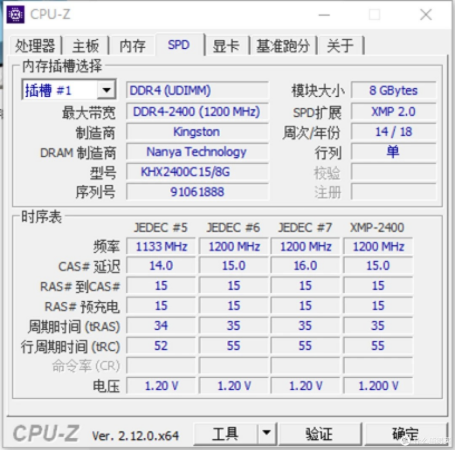 CPU-Z
处理器 主板 内存 SPD 显卡 基准跑分 关于
内存插槽选择
插槽 #1 DDR4 (UDIMM) 模块大小 8 GBytes
最大带宽 DDR4-2400 (1200 MHz) SPD扩展 XMP 2.0
制造商 Kingston 周次/年份 14 / 18
DRAM 制造商 Nanya Technology 行列 单
型号 KHX2400C15/8G 校验
序列号 91061888 注册
时序表
JEDEC #5 JEDEC #6 JEDEC #7 XMP-2400
频率 1133 MHz 1200 MHz 1200 MHz 1200 MHz
CAS# 延迟 14.0 15.0 16.0 15.0
RAS# 到CAS# 15 15 15 15
RAS# 预充电 15 15 15 15
周期时间 (tRAS) 34 35 35 35
行周期时间 (tRC) 52 55 55 55
命令率 (CR)
电压 1.20 V 1.20 V 1.20 V 1.200 V
CPU-Z Ver. 2.12.0.x64 工具 验证 确定